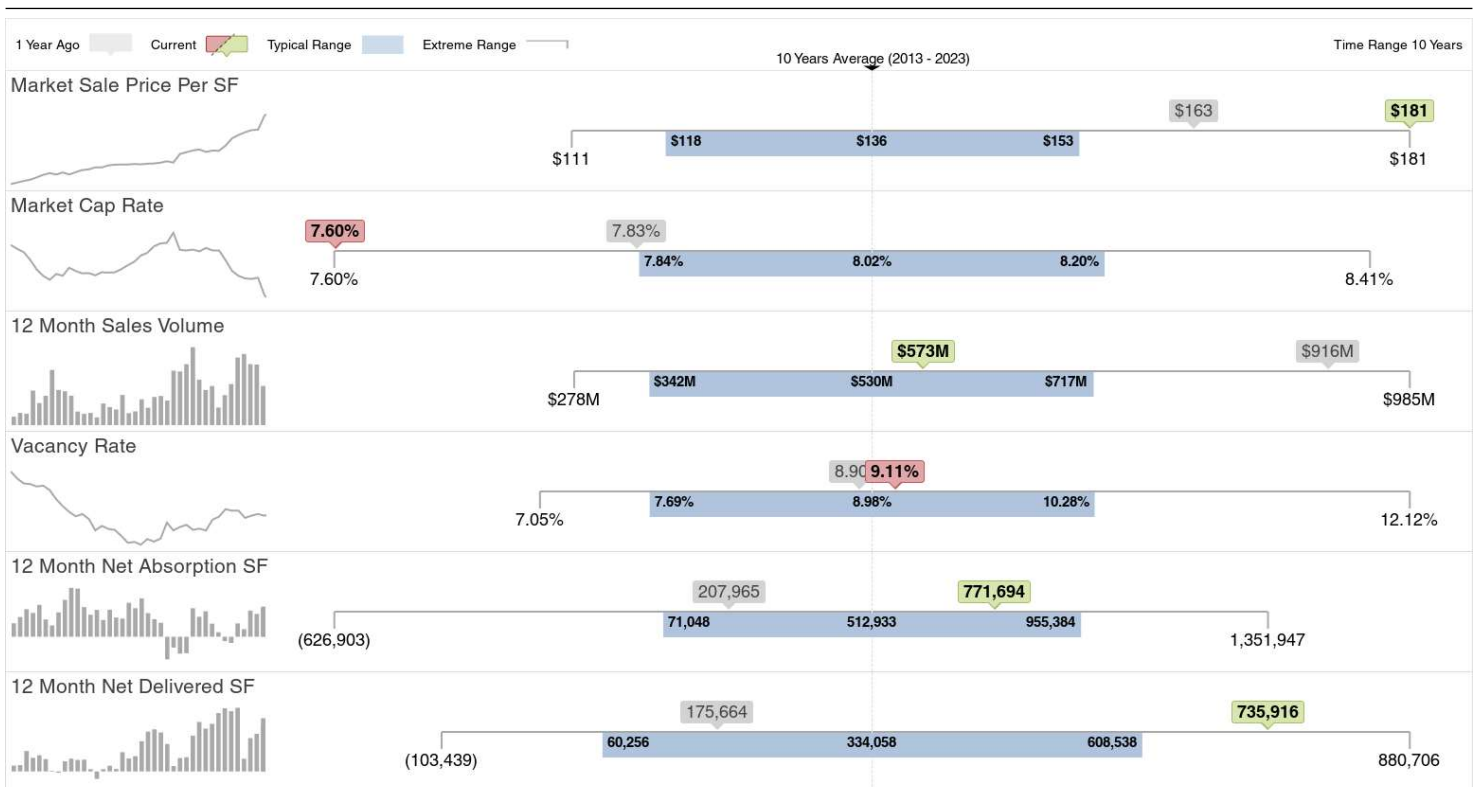 1 Year Ago Current Typical Range Extreme Range Time Range 10 Years
10 Years Average (2013 - 2023)
Market Sale Price Per SF
$163 $181
$118 $136 $153
$111 $181
Market Cap Rate
7.60% 7.83%
7.84% 8.02% 8.20%
7.60% 8.41%
12 Month Sales Volume
$573M $916M
$342M $530M $717M
$278M $985M
Vacancy Rate
8.90 9.11%
7.69% 8.98% 10.28%
7.05% 12.12%
12 Month Net Absorption SF
207,965 771,694
71,048 512,933 955,384
(626,903) 1,351,947
12 Month Net Delivered SF
175,664 735,916
60,256 334,058 608,538
(103,439) 880,706